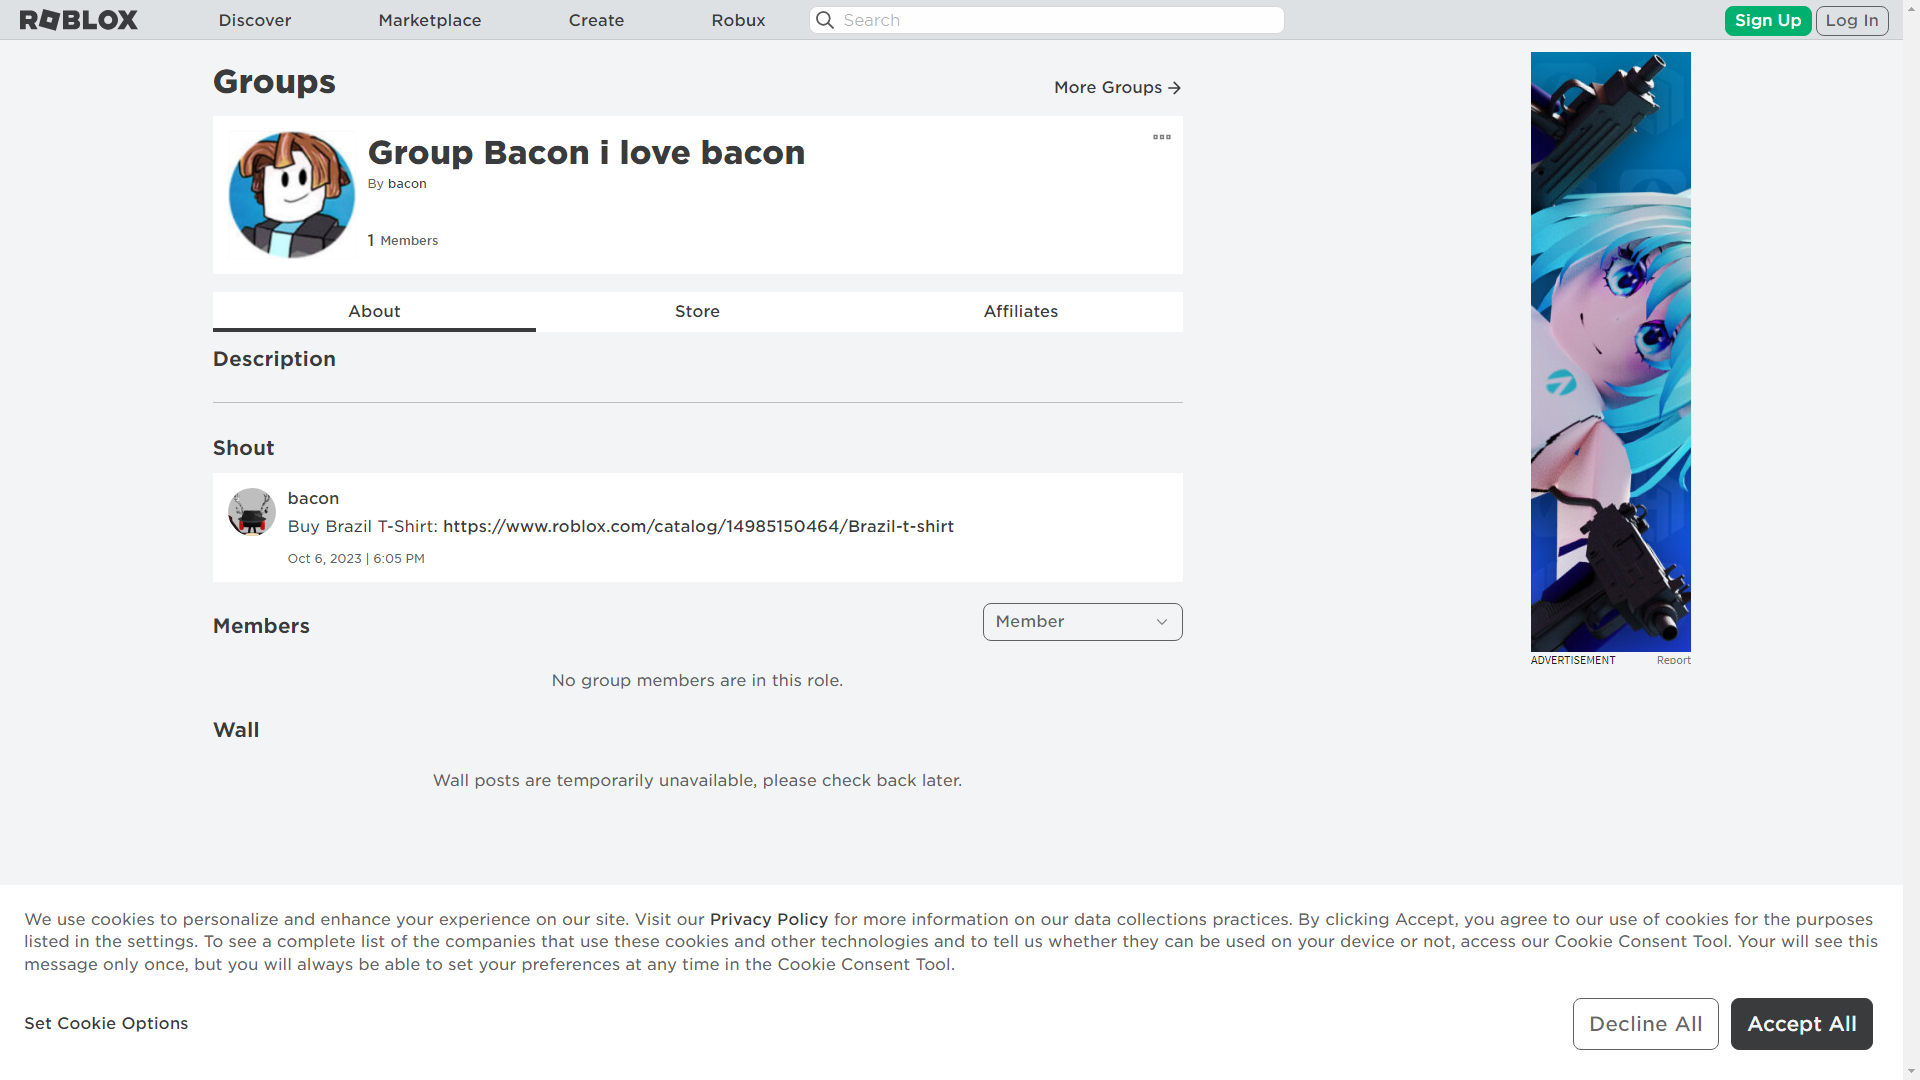 ROBLOX
Discover
Marketplace
Create
Robux
Search
Sign Up
Log In
Groups
More Groups
Group Bacon i love bacon
By bacon
1 Members
About
Store
Affiliates
Description
Shout
bacon
Buy Brazil T-Shirt: https://www.roblox.com/catalog/14985150464/Brazil-t-shirt
Oct 6, 2023 | 6:05 PM
Members
Member
No group members are in this role.
Wall
Wall posts are temporarily unavailable, please check back later.
ADVERTISEMENT
Report
We use cookies to personalize and enhance your experience on our site. Visit our Privacy Policy for more information on our data collections practices. By clicking Accept, you agree to our use of cookies for the purposes
listed in the settings. To see a complete list of the companies that use these cookies and other technologies and to tell us whether they can be used on your device or not, access our Cookie Consent Tool. Your will see this
message only once, but you will always be able to set your preferences at any time in the Cookie Consent Tool.
Set Cookie Options
Decline All
Accept All